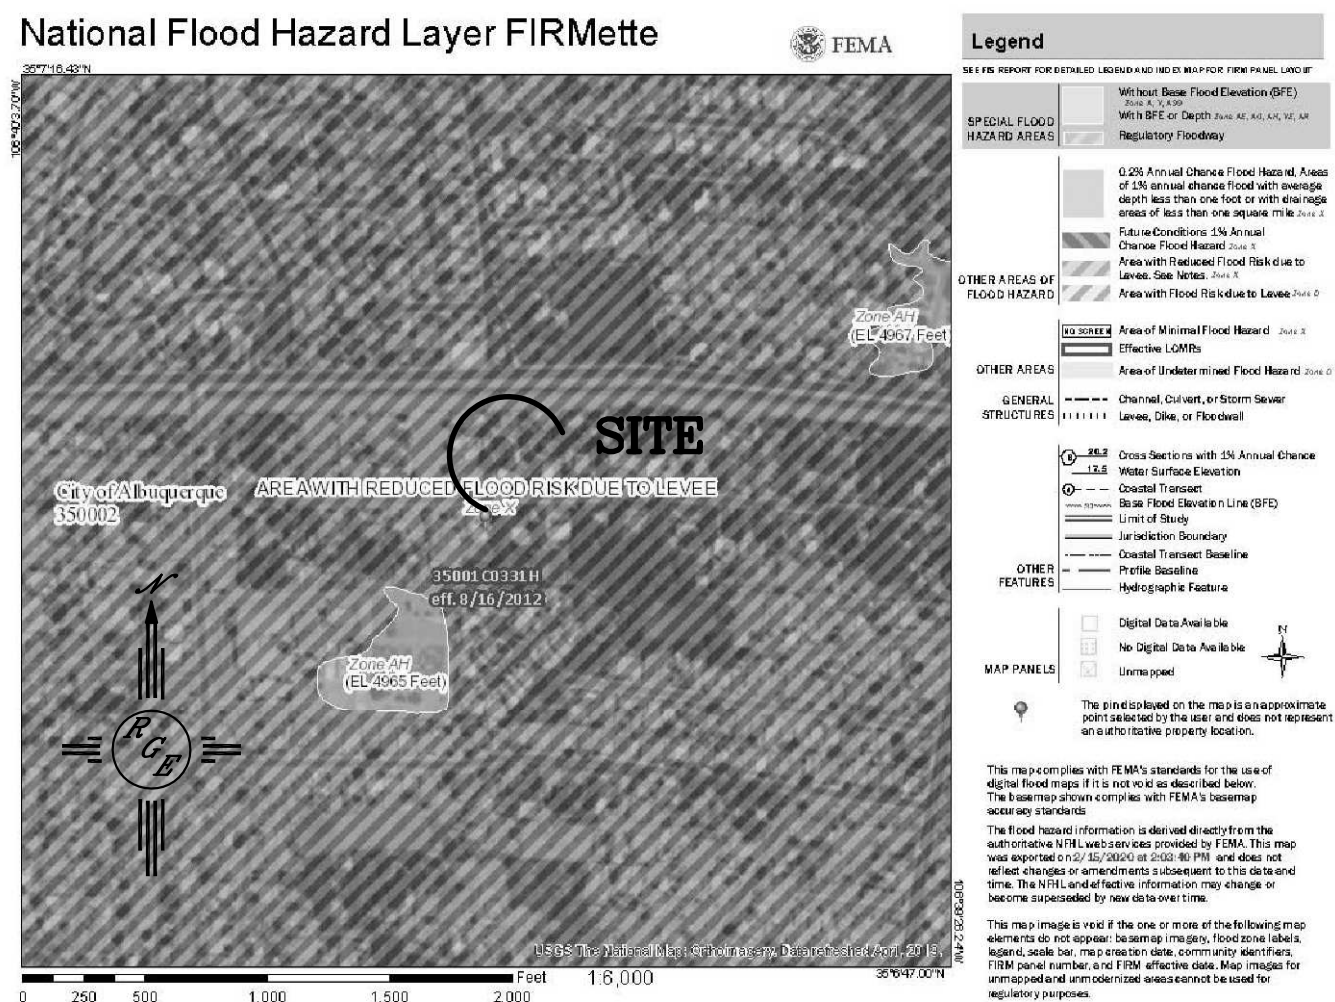 National Flood Hazard Layer FIRMette
FEMA
Legend
35°7'16.43"N
SEE FIS REPORT FOR DETAILED LEGEND AND INDEX MAP FOR FIRM PANEL LAYOUT
SPECIAL FLOOD
HAZARD AREAS
Without Base Flood Elevation (BFE)
Zone A, V, A99
With BFE or Depth Zone AE, AO, AH, VE, AR
Regulatory Floodway
0.2% Annual Chance Flood Hazard, Areas
of 1% annual chance flood with average
depth less than one foot or with drainage
areas of less than one square mile Zone X
Future Conditions 1% Annual
Chance Flood Hazard Zone X
OTHER AREAS OF
FLOOD HAZARD
Area with Reduced Flood Risk due to
Levee. See Notes. Zone X
Area with Flood Risk due to Levee Zone D
NO SCREEN
Area of Minimal Flood Hazard Zone X
Effective LOMRs
OTHER AREAS
Area of Undetermined Flood Hazard Zone D
GENERAL
STRUCTURES
Channel, Culvert, or Storm Sewer
Levee, Dike, or Floodwall
B 20.2
Cross Sections with 1% Annual Chance
17.5
Water Surface Elevation
Coastal Transect
Base Flood Elevation Line (BFE)
Limit of Study
Jurisdiction Boundary
OTHER
FEATURES
Coastal Transect Baseline
Profile Baseline
Hydrographic Feature
MAP PANELS
Digital Data Available
No Digital Data Available
Unmapped
N
The pin displayed on the map is an approximate
point selected by the user and does not represent
an authoritative property location.
This map complies with FEMA's standards for the use of
digital flood maps if it is not void as described below.
The basemap shown complies with FEMA's basemap
accuracy standards
The flood hazard information is derived directly from the
authoritative NFHL web services provided by FEMA. This map
was exported on 2/15/2020 at 2:03:40 PM and does not
reflect changes or amendments subsequent to this date and
time. The NFHL and effective information may change or
become superseded by new data over time.
This map image is void if the one or more of the following map
elements do not appear: basemap imagery, flood zone labels,
legend, scale bar, map creation date, community identifiers,
FIRM panel number, and FIRM effective date. Map images for
unmapped and unmodernized areas cannot be used for
regulatory purposes.
Zone AH
(EL 4967 Feet)
SITE
City of Albuquerque
350002
AREA WITH REDUCED FLOOD RISK DUE TO LEVEE
Zone X
35001C0331H
eff. 8/16/2012
Zone AH
(EL 4965 Feet)
N
RGE
USGS The National Map: Orthoimagery. Data refreshed April, 2019.
35°6'47.00"N
Feet 1:6,000
0 250 500 1,000 1,500 2,000